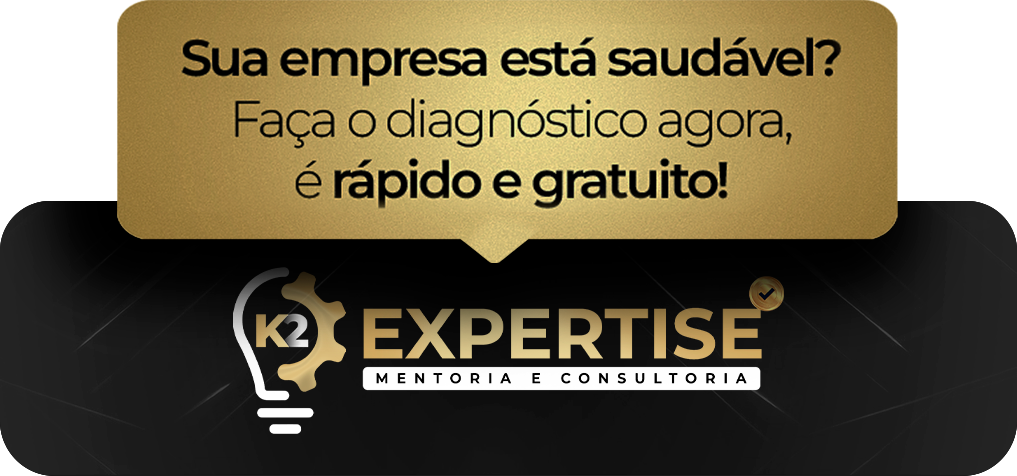 Sua empresa está saudável?
Faça o diagnóstico agora,
é rápido e gratuito!
K2
EXPERTISE
MENTORIA E CONSULTORIA